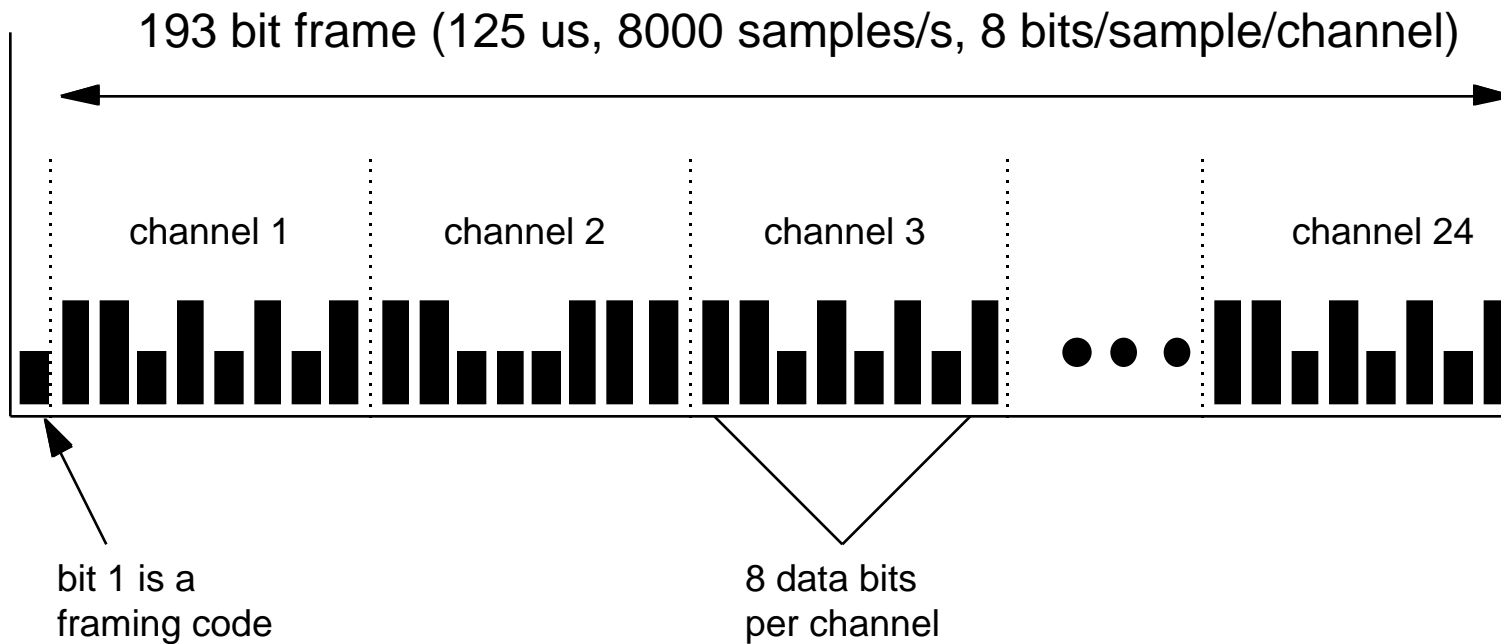 193 bit frame (125 us, 8000 samples/s, 8 bits/sample/channel)
channel 1
channel 2
channel 3
channel 24
bit 1 is a
framing code
8 data bits
per channel